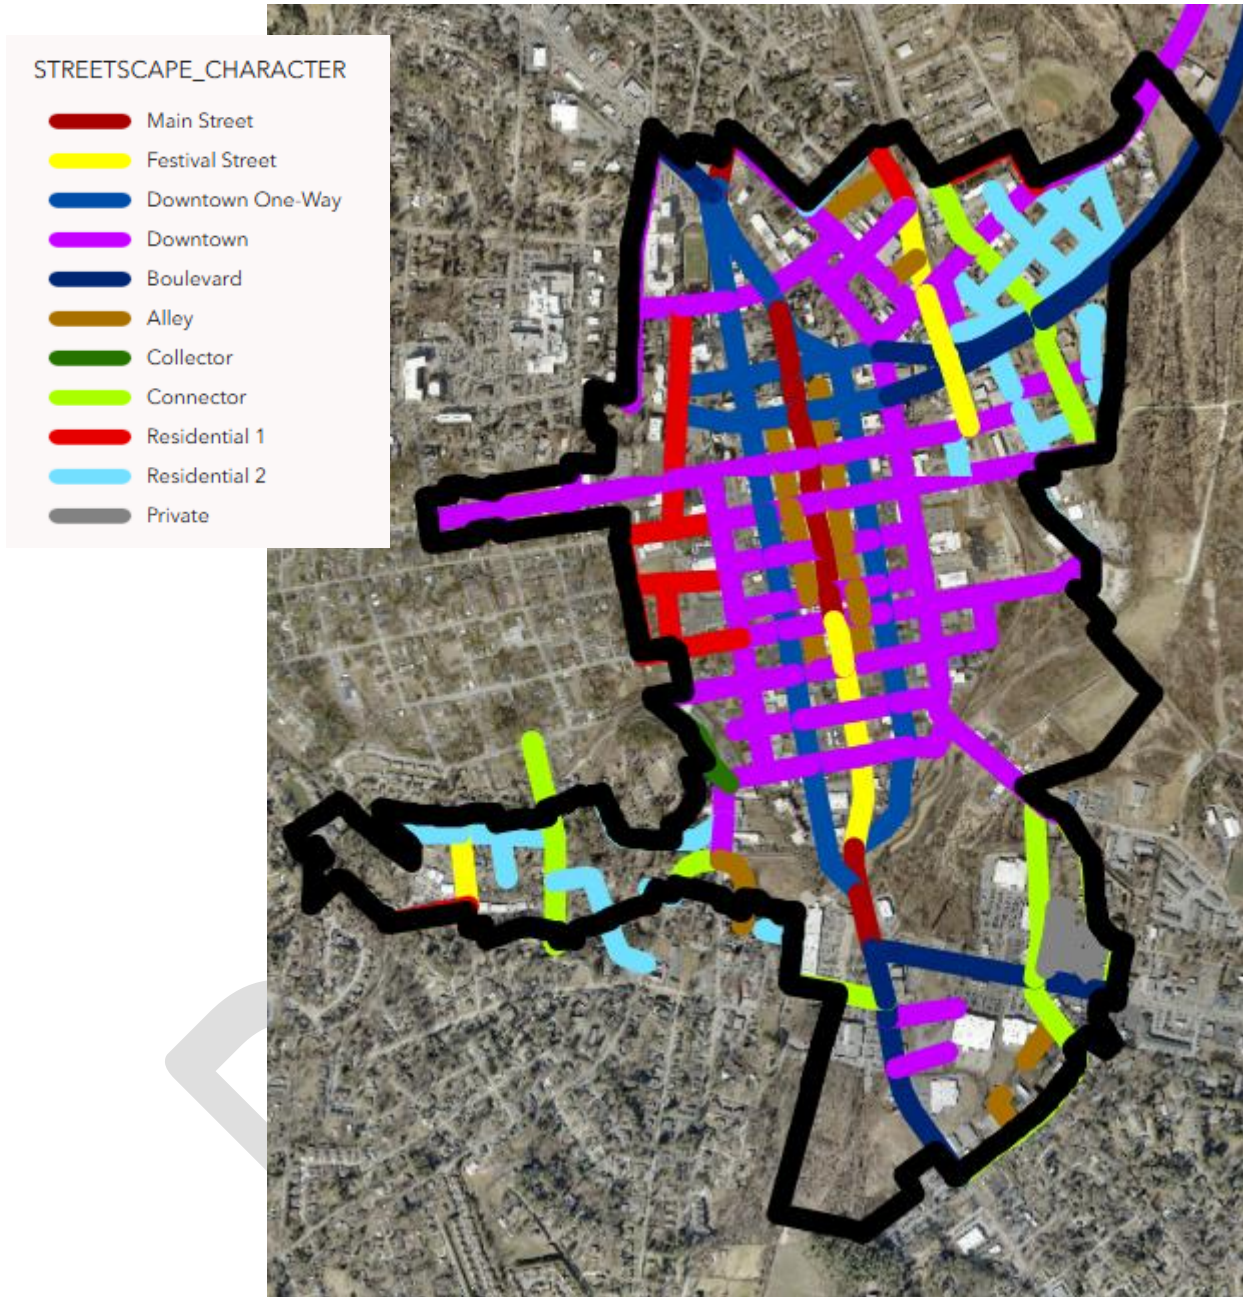 STREETSCAPE_CHARACTER
Main Street
Festival Street
Downtown One-Way
Downtown
Boulevard
Alley
Collector
Connector
Residential 1
Residential 2
Private